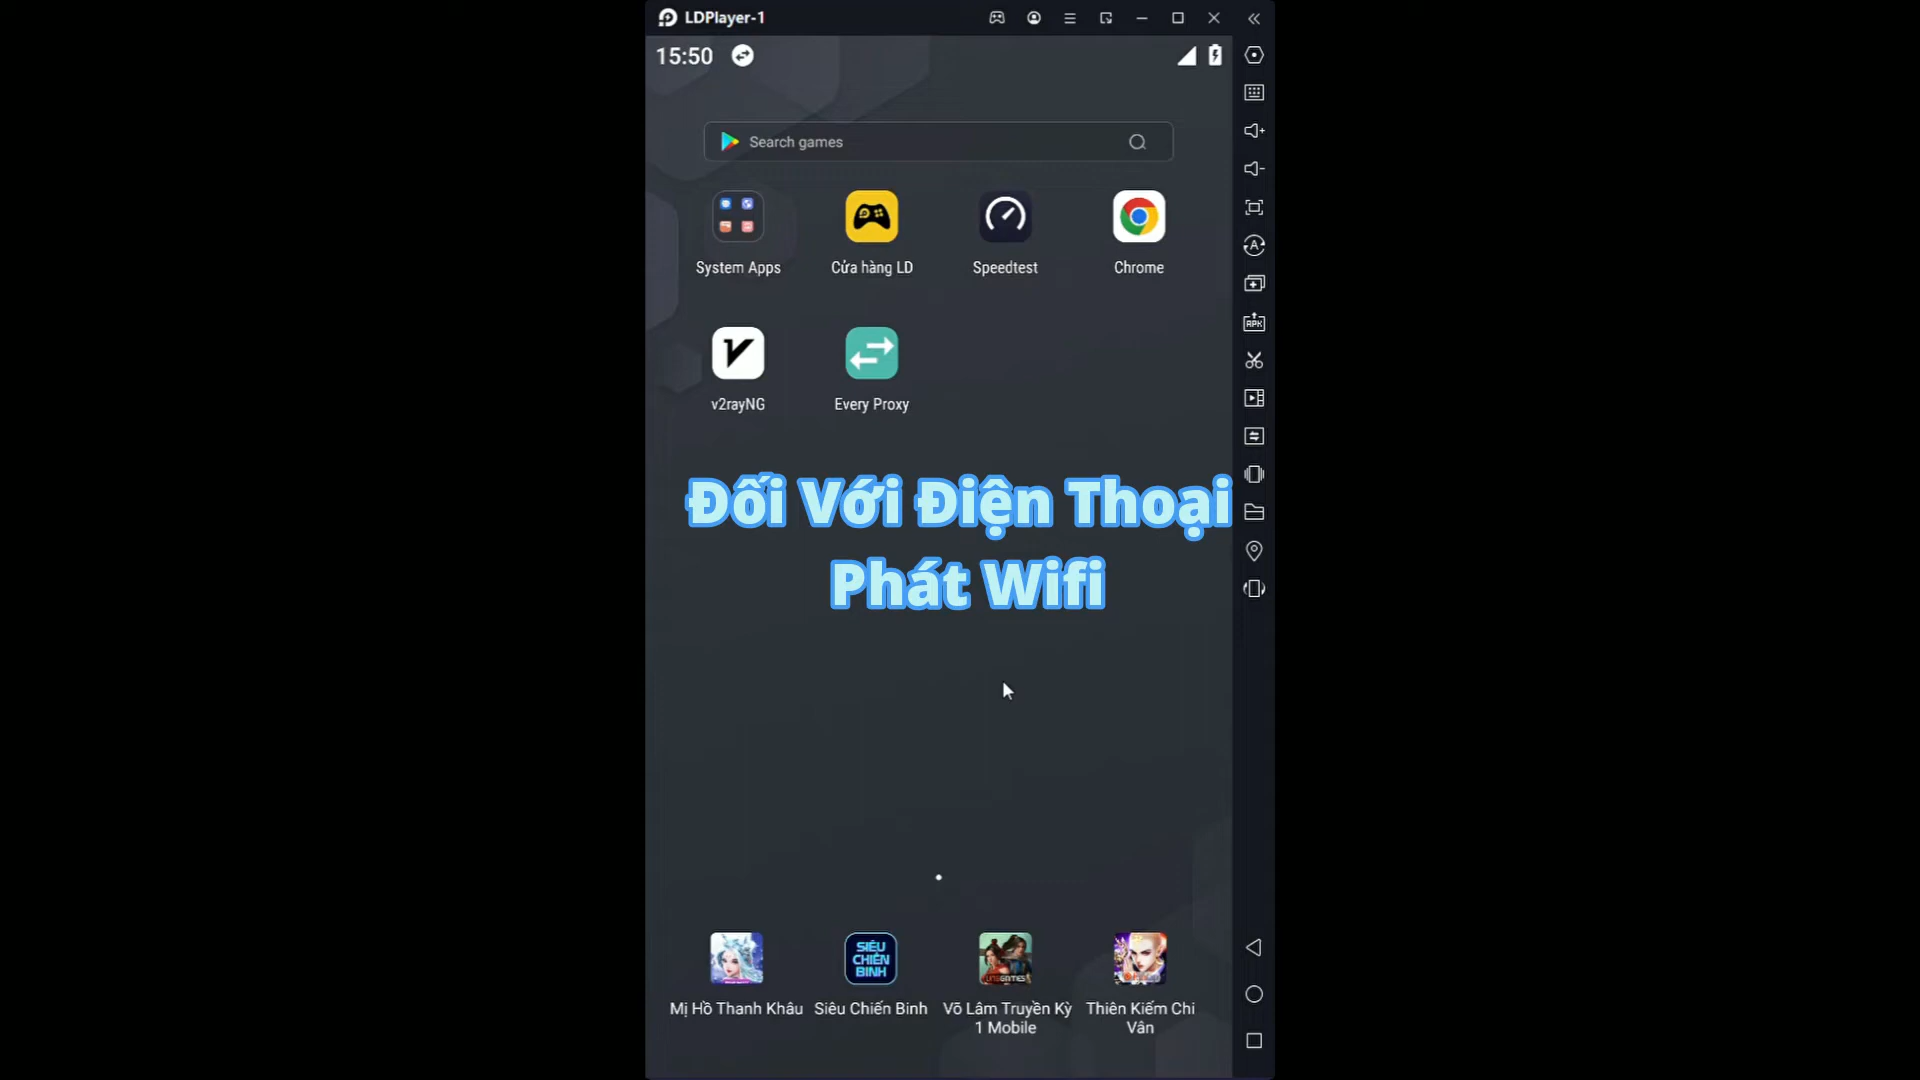 LDPlayer-1
15:50
Search games
System Apps
Cửa hàng LD
Speedtest
Chrome
v2rayNG
Every Proxy
Đối Với Điện Thoại
Phát Wifi
SIÊU
CHIẾN
BINH
Mị Hồ Thanh Khâu
Siêu Chiến Binh
Võ Lâm Truyền Kỳ
1 Mobile
Thiên Kiếm Chi
Vân
APK